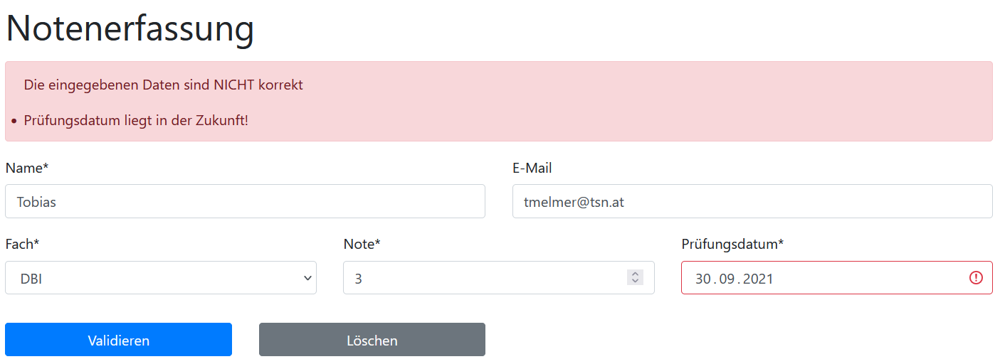 Notenerfassung
Die eingegebenen Daten sind NICHT korrekt
• Prüfungsdatum liegt in der Zukunft!
Name* E-Mail
Tobias tmelmer@tsn.at
Fach* Note* Prüfungsdatum*
DBI 3 30.09.2021
Validieren Löschen